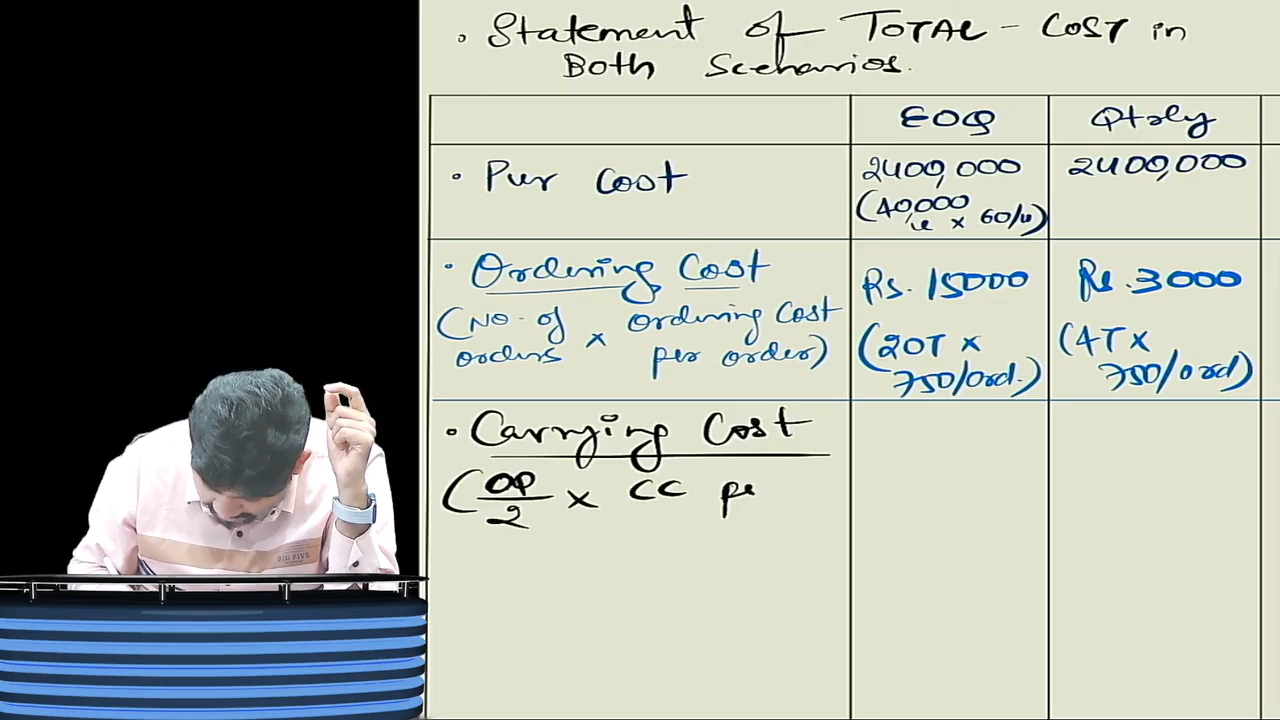 . Statement of TOTAL - COST in
Both Scenarios.
EOQ Qtrly
. Pur Cost 2400,000 2400,000
(40,000
u x 60/u)
. Ordering Cost Rs. 15000 Rs. 3000
(No. of x Ordering Cost (20T x (4T x
orders per order) 750/ord.) 750/ord)
. Carrying Cost
(OQ/2 x CC pe
BIG FIVE